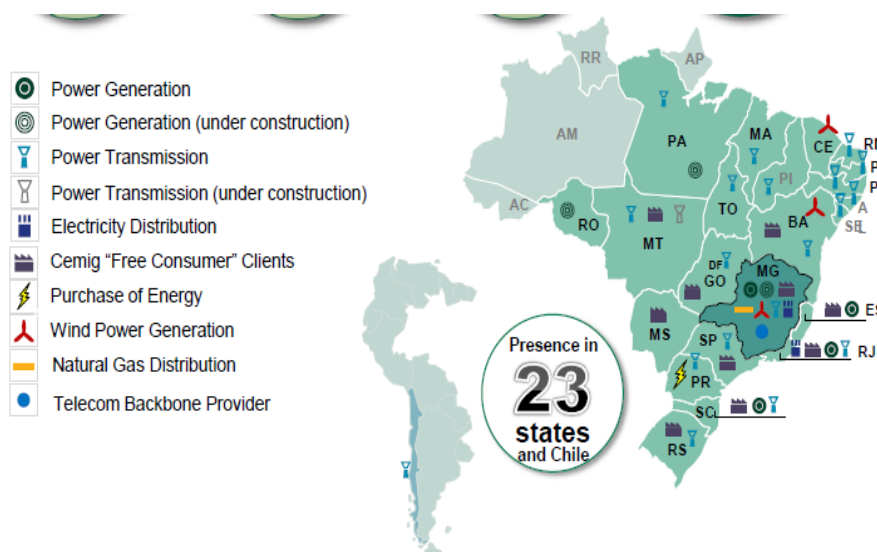 Power Generation
Power Generation (under construction)
Power Transmission
Power Transmission (under construction)
Electricity Distribution
Cemig “Free Consumer” Clients
Purchase of Energy
Wind Power Generation
Natural Gas Distribution
Telecom Backbone Provider
Presence in
23
states
and Chile
RR
AP
AM
PA
MA
CE
PI
AC
RO
MT
TO
BA
DF
GO
MG
MS
SP
ES
RJ
PR
SC
RS